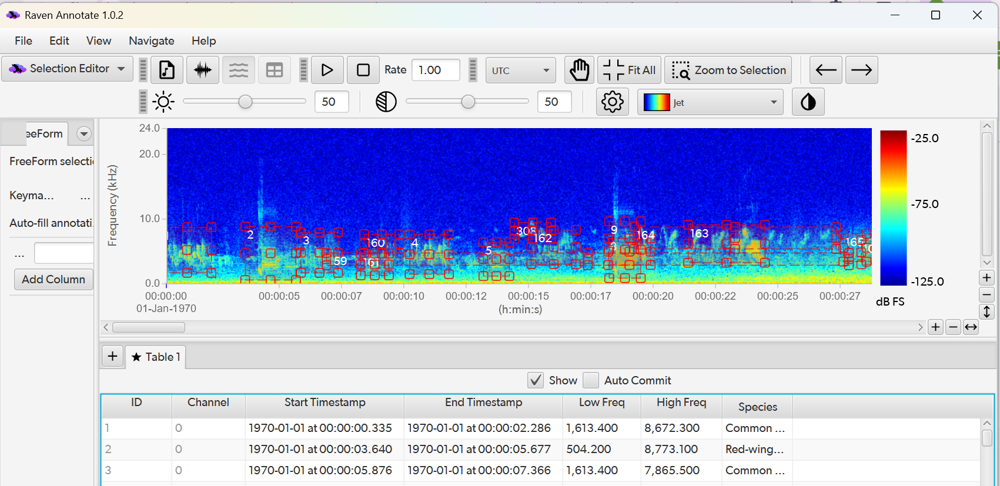 Raven Annotate 1.0.2
File Edit View Navigate Help
Selection Editor Rate 1.00 UTC Fit All Zoom to Selection
50 50 Jet
eeForm
FreeForm selectio
Keyma... ...
Auto-fill annotati
...
Add Column
Frequency (kHz)
24.0
20.0
10.0
0.0
2 3 59 160 161 4 5 308 162 9 3 164 163
00:00:00 00:00:05 00:00:07 00:00:10 00:00:12 00:00:15 00:00:17 00:00:20 00:00:22 00:00:25 00:00:27
01-Jan-1970
(h:min:s)
-25.0
-75.0
-125.0
dB FS
+ − + − 
+ ★ Table 1
Show Auto Commit
ID Channel Start Timestamp End Timestamp Low Freq High Freq Species
1 0 1970-01-01 at 00:00:00.335 1970-01-01 at 00:00:02.286 1,613.400 8,672.300 Common ...
2 0 1970-01-01 at 00:00:03.640 1970-01-01 at 00:00:05.677 504.200 8,773.100 Red-wing...
3 0 1970-01-01 at 00:00:05.876 1970-01-01 at 00:00:07.366 1,613.400 7,865.500 Common ...